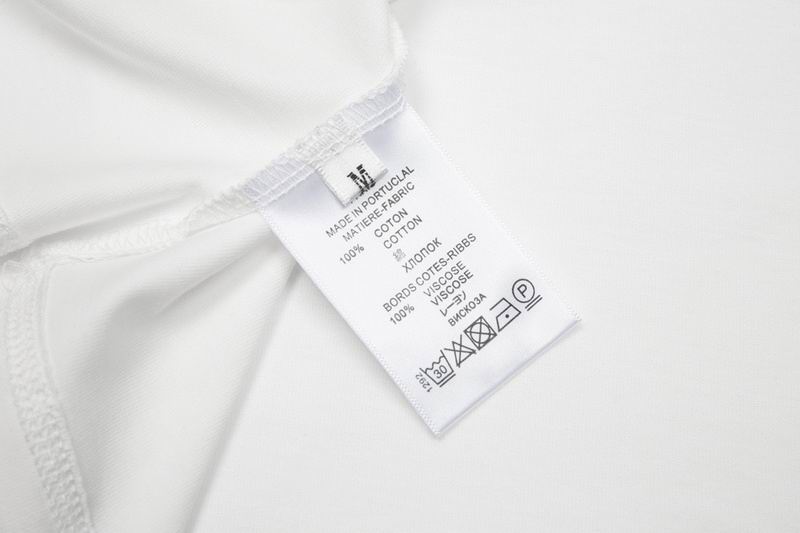 M
MADE IN PORTUCLAL
MATIERE-FABRIC
100% COTON
COTTON
綿
ХЛОПОК
BORDS COTES-RIBBS
100% VISCOSE
VISCOSE
レーヨン
ВИСКОЗА
1292 30 P